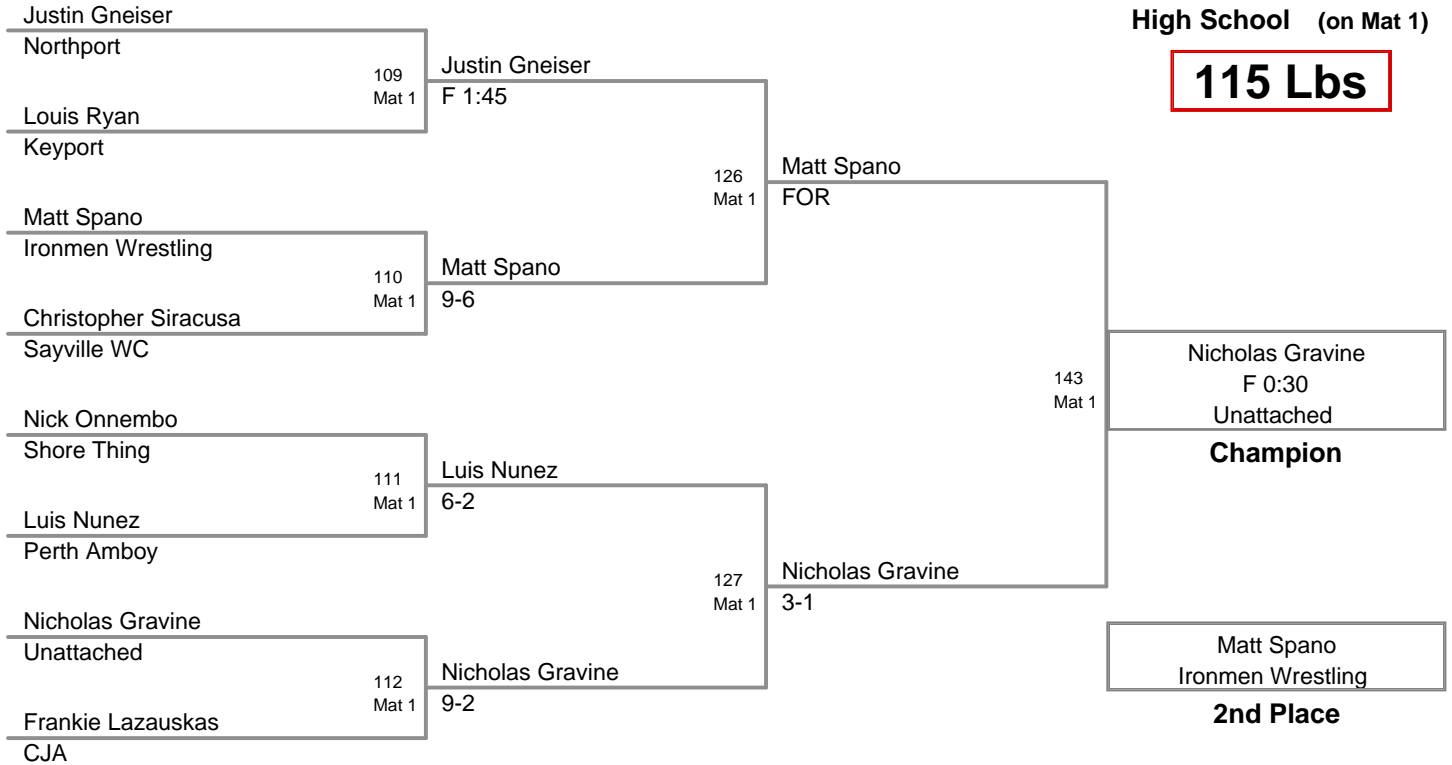 High School (on Mat 1)
115 Lbs
Justin Gneiser
Northport
109
Mat 1
Louis Ryan
Keyport
Justin Gneiser
F 1:45
Matt Spano
Ironmen Wrestling
110
Mat 1
Christopher Siracusa
Sayville WC
Matt Spano
9-6
126
Mat 1
Matt Spano
FOR
Nick Onnembo
Shore Thing
111
Mat 1
Luis Nunez
Perth Amboy
Luis Nunez
6-2
Nicholas Gravine
Unattached
112
Mat 1
Frankie Lazauskas
CJA
Nicholas Gravine
9-2
127
Mat 1
Nicholas Gravine
3-1
143
Mat 1
Nicholas Gravine
F 0:30
Unattached
Champion
Matt Spano
Ironmen Wrestling
2nd Place